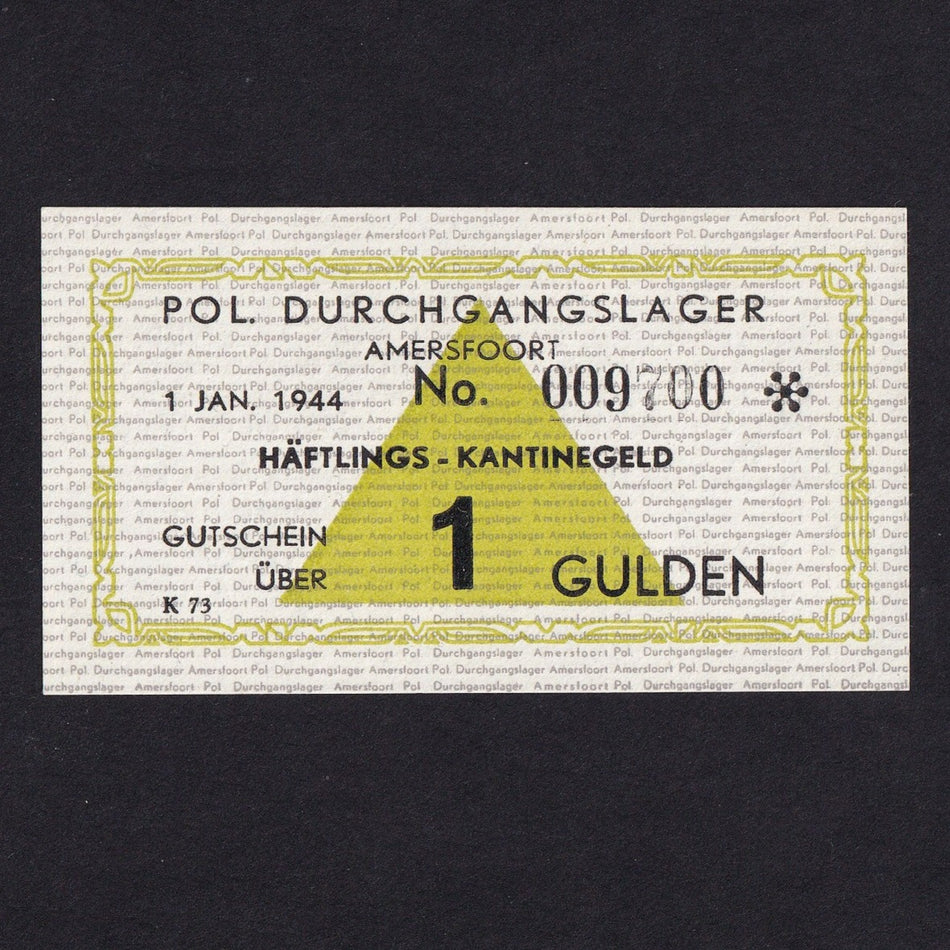 POL. DURCHGANGSLAGER
AMERSFOORT
1 JAN. 1944 No. 009700 *
HÄFTLINGS - KANTINEGELD
GUTSCHEIN
ÜBER 1 GULDEN
K 73